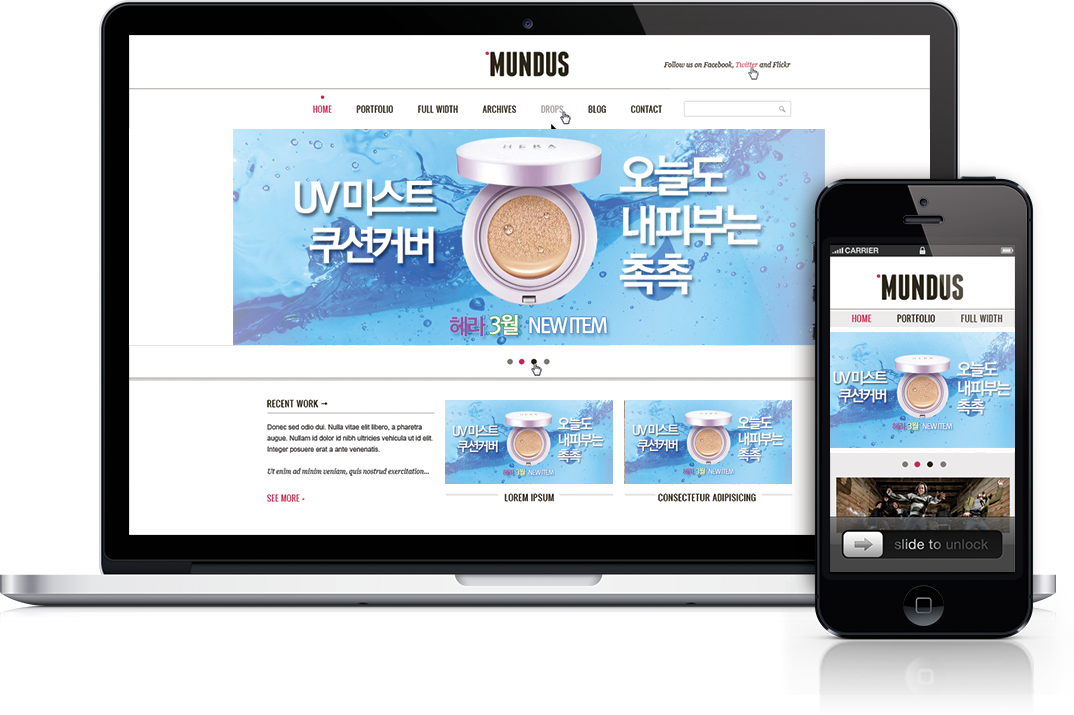 MUNDUS
Follow us on Facebook, Twitter and Flickr
HOME PORTFOLIO FULL WIDTH ARCHIVES DROPS BLOG CONTACT
HERA
UV미스트
쿠션커버
오늘도
내피부는
촉촉
헤라 3월 NEW ITEM
RECENT WORK →
Donec sed odio dui. Nulla vitae elit libero, a pharetra
augue. Nullam id dolor id nibh ultricies vehicula ut id elit.
Integer posuere erat a ante venenatis.
Ut enim ad minim veniam, quis nostrud exercitation...
SEE MORE
UV미스트
쿠션커버
오늘도
내피부는
촉촉
헤라 3월 NEW ITEM
LOREM IPSUM
UV미스트
쿠션커버
오늘도
내피부는
촉촉
헤라 3월 NEW ITEM
CONSECTETUR ADIPISICING
CARRIER
MUNDUS
HOME PORTFOLIO FULL WIDTH
UV미스트
쿠션커버
오늘도
내피부는
촉촉
헤라 3월 NEW ITEM
slide to unlock